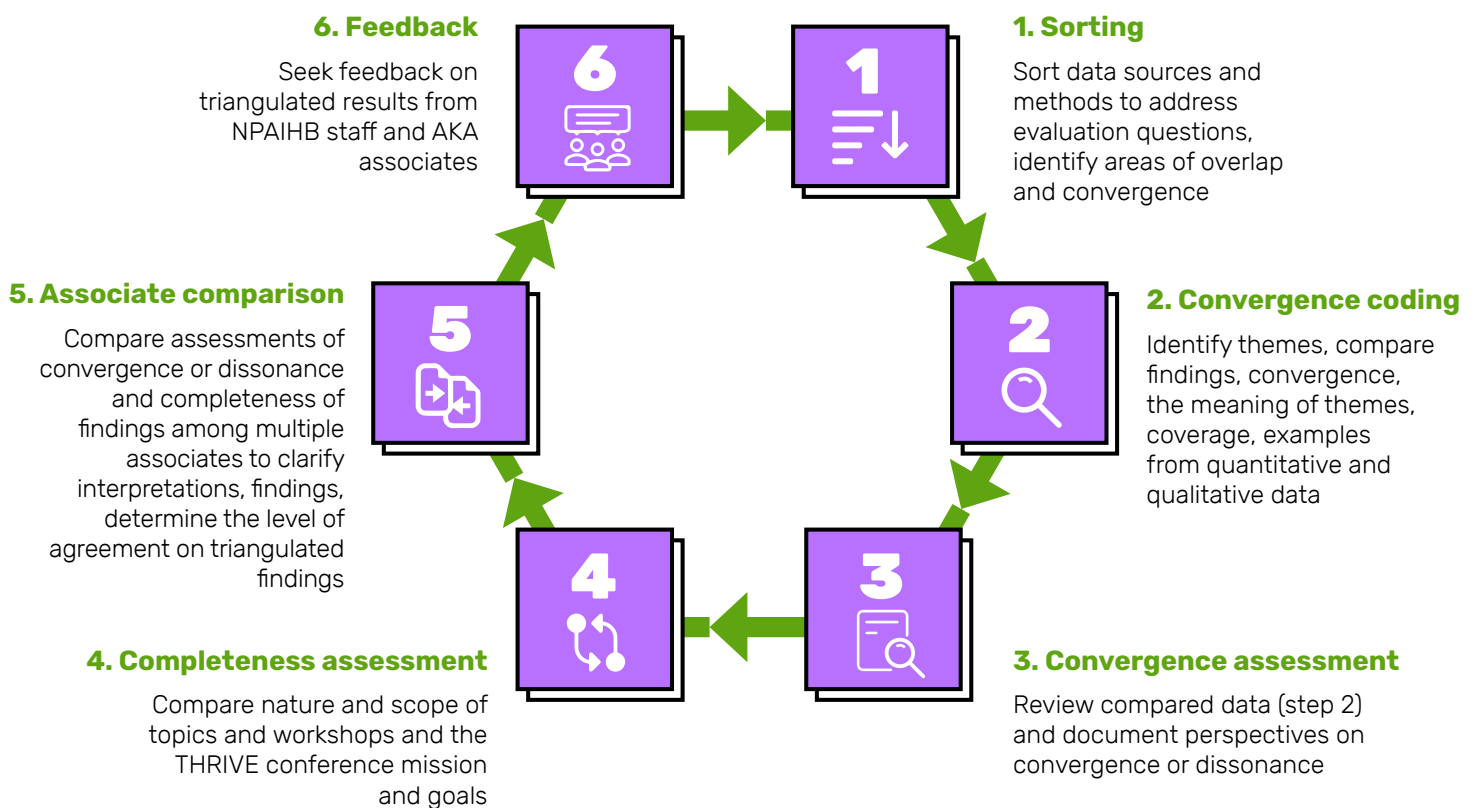 1. Sorting
1
Sort data sources and
methods to address
evaluation questions,
identify areas of overlap
and convergence
2. Convergence coding
2
Identify themes, compare
findings, convergence,
the meaning of themes,
coverage, examples
from quantitative and
qualitative data
3. Convergence assessment
3
Review compared data (step 2)
and document perspectives on
convergence or dissonance
4. Completeness assessment
4
Compare nature and scope of
topics and workshops and the
THRIVE conference mission
and goals
5. Associate comparison
5
Compare assessments of
convergence or dissonance
and completeness of
findings among multiple
associates to clarify
interpretations, findings,
determine the level of
agreement on triangulated
findings
6. Feedback
6
Seek feedback on
triangulated results from
NPAIHB staff and AKA
associates